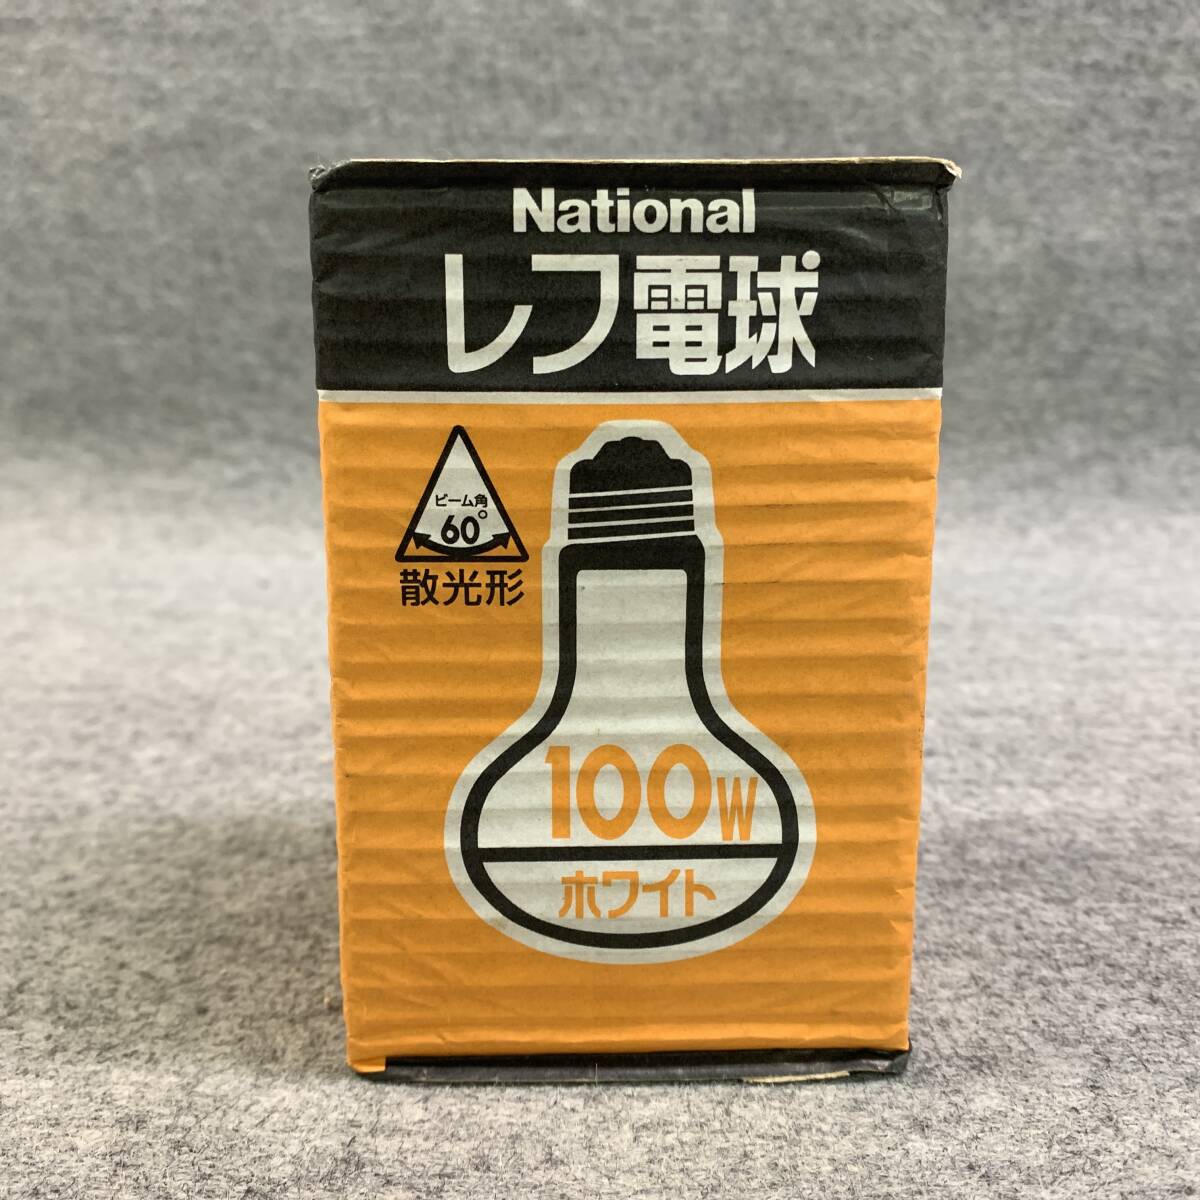 National
レフ電球
ビーム角
60°
散光形
100W
ホワイト